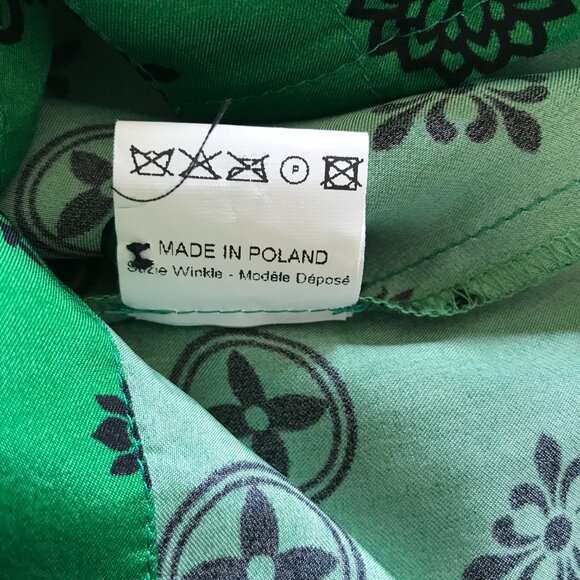 P
MADE IN POLAND
Suzie Winkle - Modèle Déposé